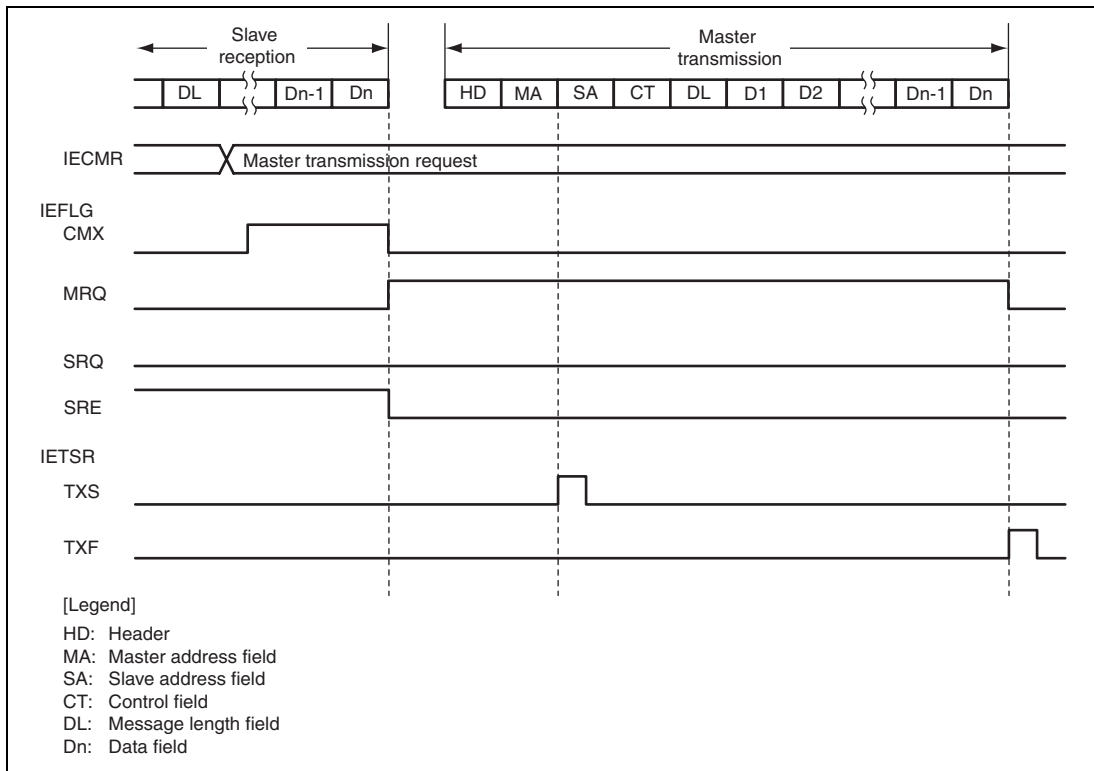 Slave
reception
Master
transmission
DL Dn-1 Dn HD MA SA CT DL D1 D2 Dn-1 Dn
IECMR Master transmission request
IEFLG
CMX
MRQ
SRQ
SRE
IETSR
TXS
TXF
[Legend]
HD: Header
MA: Master address field
SA: Slave address field
CT: Control field
DL: Message length field
Dn: Data field